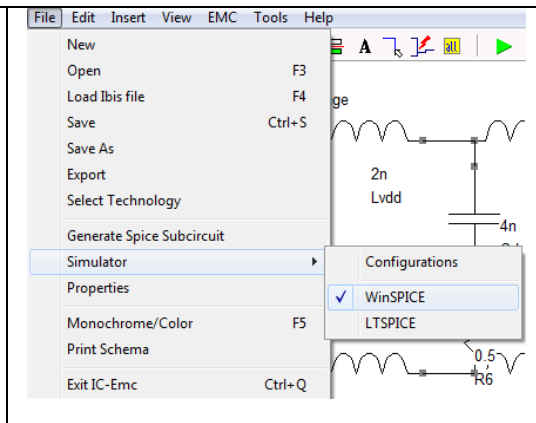 File Edit Insert View EMC Tools Help
New
Open F3
Load Ibis file F4
Save Ctrl+S
Save As
Export
Select Technology
Generate Spice Subcircuit
Simulator
Properties
Monochrome/Color F5
Print Schema
Exit IC-Emc Ctrl+Q
Configurations
WinSPICE
LTSPICE
A
all
ge
2n
Lvdd
4n
0.5
R6